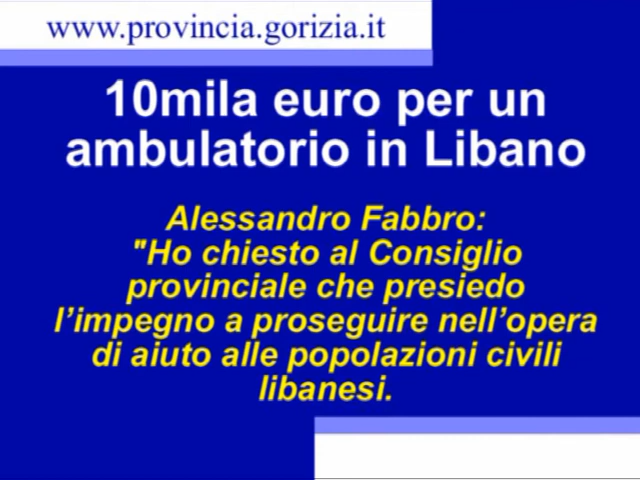 www.provincia.gorizia.it
10mila euro per un
ambulatorio in Libano
Alessandro Fabbro:
"Ho chiesto al Consiglio
provinciale che presiedo
l’impegno a proseguire nell’opera
di aiuto alle popolazioni civili
libanesi.